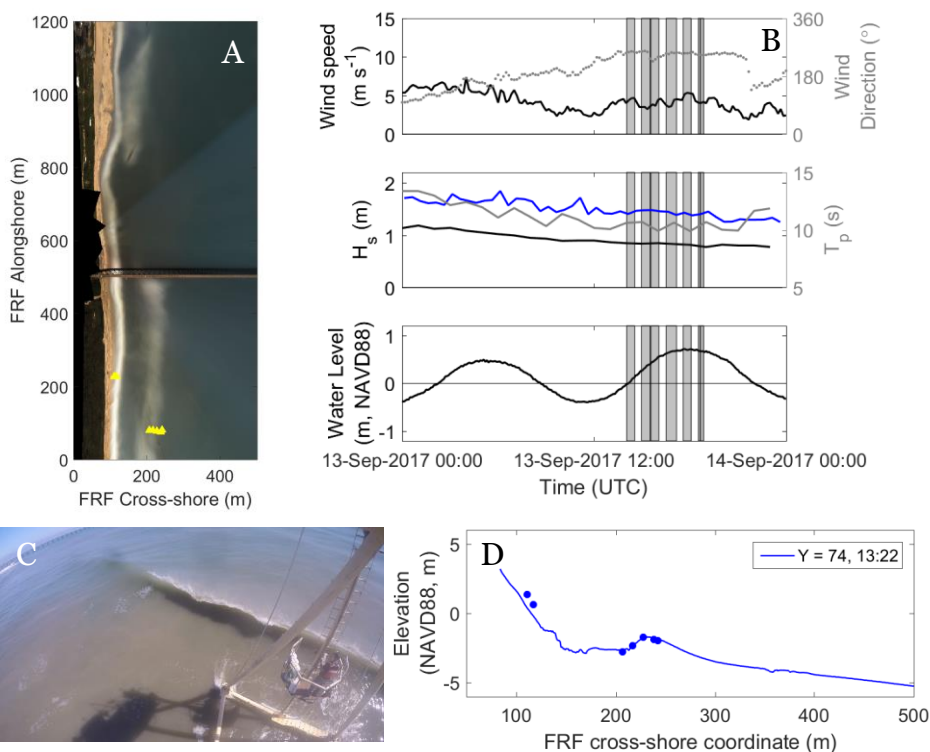 A
1200
1000
800
600
400
200
0
FRF Alongshore (m)
0
200
400
FRF Cross-shore (m)
B
Wind speed
(m s⁻¹)
15
10
5
0
360
180
0
Wind
Direction (°)
Hs (m)
2
1
0
15
10
5
Tp (s)
Water Level
(m, NAVD88)
1
0
-1
13-Sep-2017 00:00
13-Sep-2017 12:00
14-Sep-2017 00:00
Time (UTC)
C
D
Y = 74, 13:22
Elevation
(NAVD88, m)
5
0
-5
100
200
300
400
500
FRF cross-shore coordinate (m)